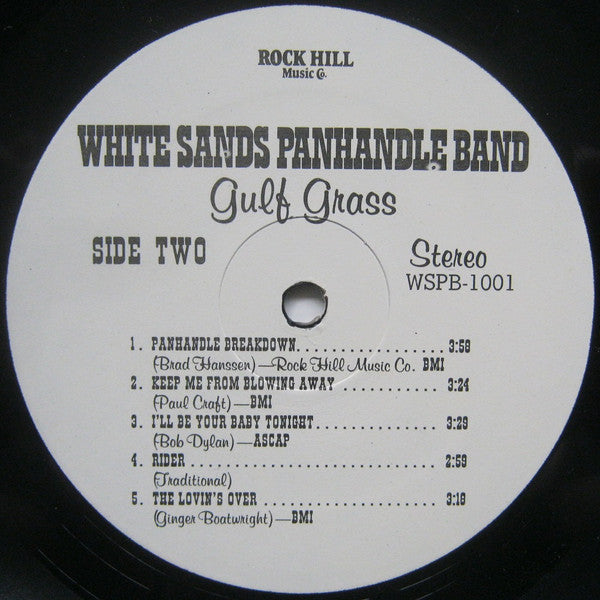 ROCK HILL
Music Co.
WHITE SANDS PANHANDLE BAND
Gulf Grass
SIDE TWO
Stereo
WSPB-1001
1. PANHANDLE BREAKDOWN.................... 3:58
(Brad Hanssen)—Rock Hill Music Co. BMI
2. KEEP ME FROM BLOWING AWAY ............ 3:24
(Paul Craft)—BMI
3. I'LL BE YOUR BABY TONIGHT................ 3:29
(Bob Dylan)—ASCAP
4. RIDER ............................... 2:59
(Traditional)
5. THE LOVIN'S OVER ...................... 3:18
(Ginger Boatwright)—BMI